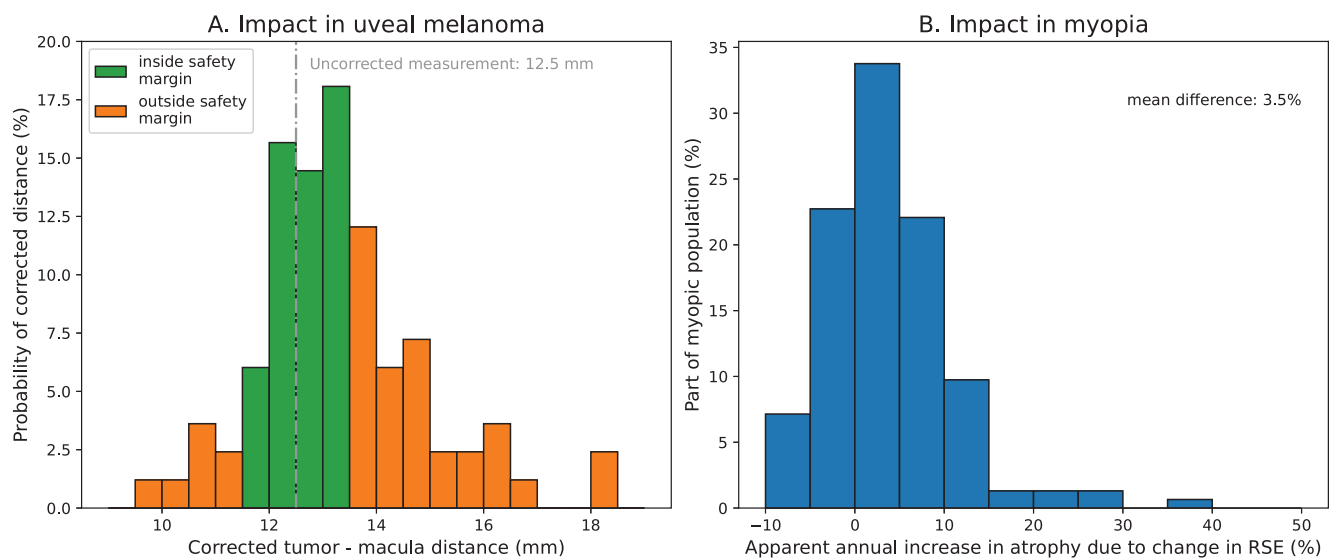 A. Impact in uveal melanoma
20.0
17.5
15.0
12.5
10.0
7.5
5.0
2.5
0.0
Probability of corrected distance (%)
inside safety
margin
outside safety
margin
Uncorrected measurement: 12.5 mm
10
12
14
16
18
Corrected tumor - macula distance (mm)
B. Impact in myopia
35
30
25
20
15
10
5
0
Part of myopic population (%)
mean difference: 3.5%
−10
0
10
20
30
40
50
Apparent annual increase in atrophy due to change in RSE (%)